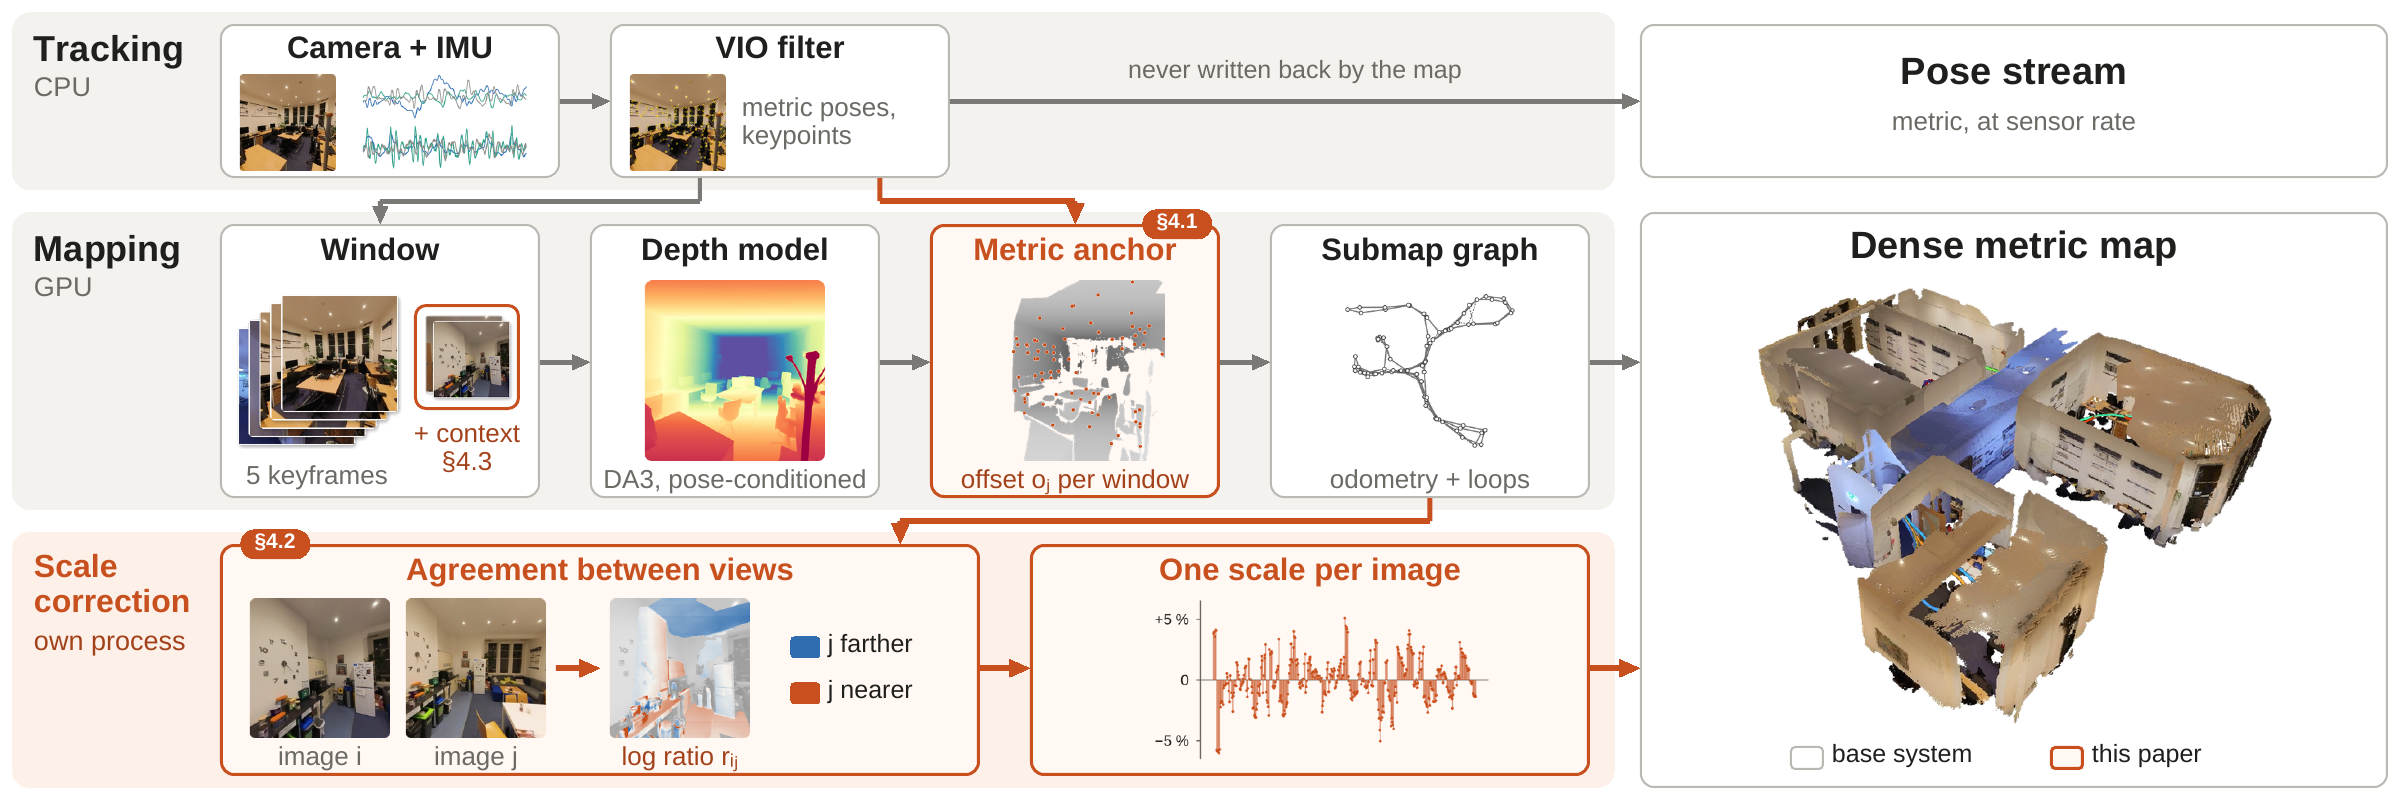 Tracking
CPU
Camera + IMU
VIO filter
metric poses,
keypoints
never written back by the map
Pose stream
metric, at sensor rate
Mapping
GPU
Window
5 keyframes
+ context
§4.3
Depth model
DA3, pose-conditioned
§4.1
Metric anchor
offset oj per window
Submap graph
odometry + loops
Dense metric map
Scale
correction
own process
§4.2
Agreement between views
image i
image j
log ratio rij
j farther
j nearer
One scale per image
+5 %
0
−5 %
base system
this paper